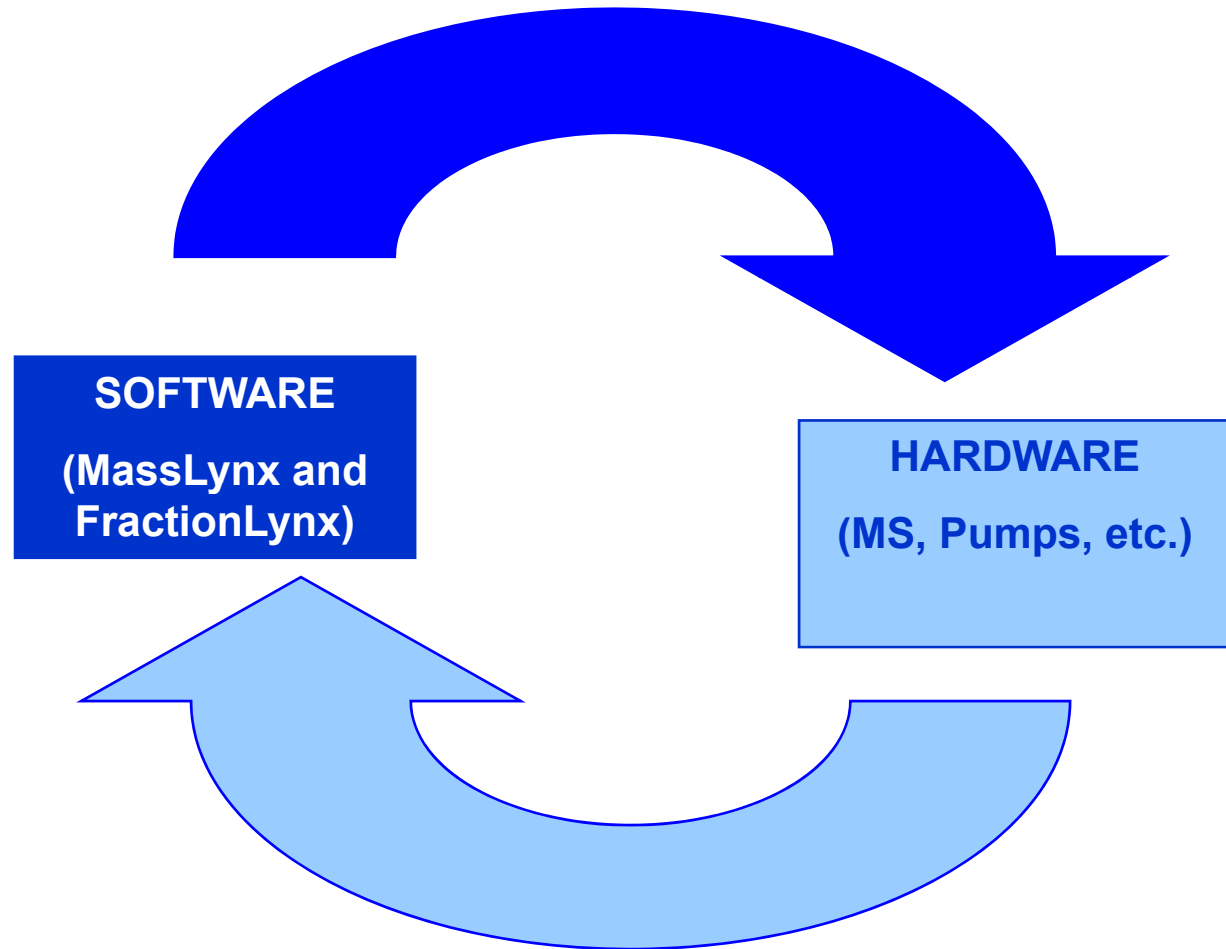 SOFTWARE
(MassLynx and
FractionLynx)
HARDWARE
(MS, Pumps, etc.)